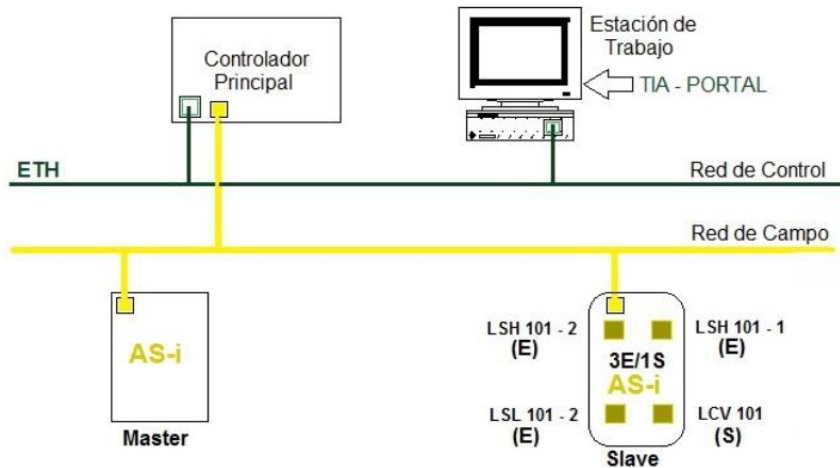 Controlador
Principal
Estación de
Trabajo
TIA - PORTAL
ETH
Red de Control
Red de Campo
AS-i
Master
LSH 101 - 2
(E)
LSH 101 - 1
(E)
3E/1S
AS-i
LSL 101 - 2
(E)
LCV 101
(S)
Slave